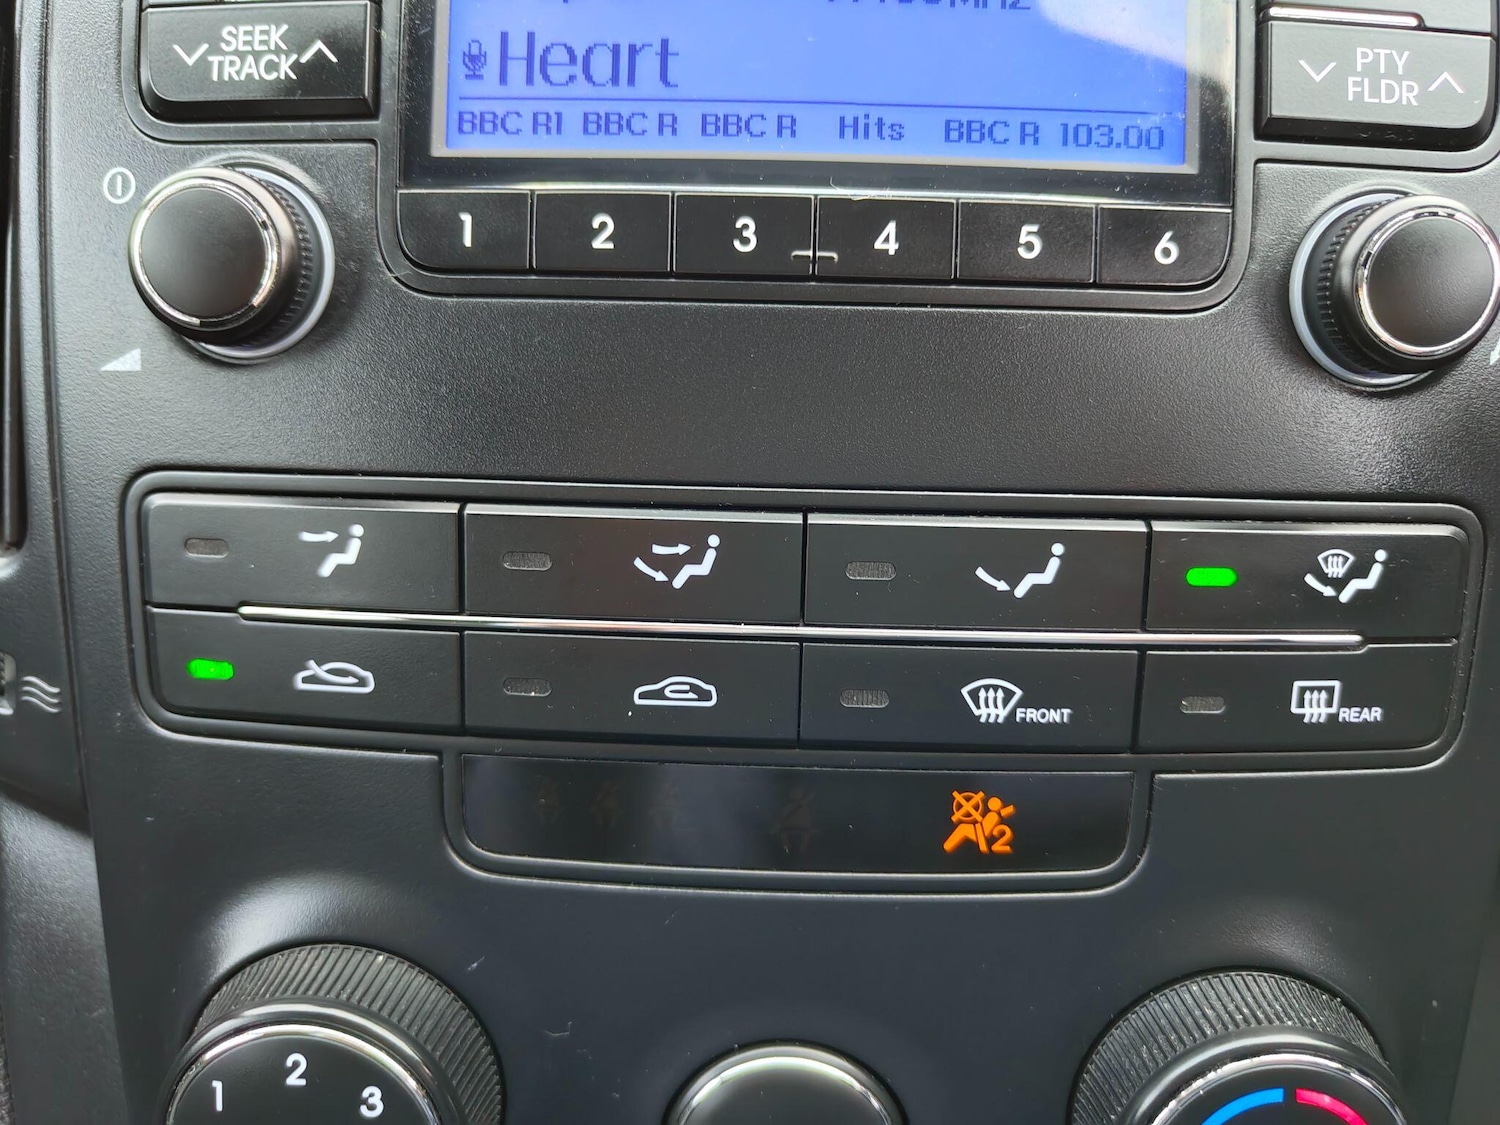 SEEK
TRACK
Heart
BBC R1 BBC R BBC R Hits BBC R 103.00
PTY
FLDR
1 2 3 4 5 6
FRONT
REAR
2
1 2 3